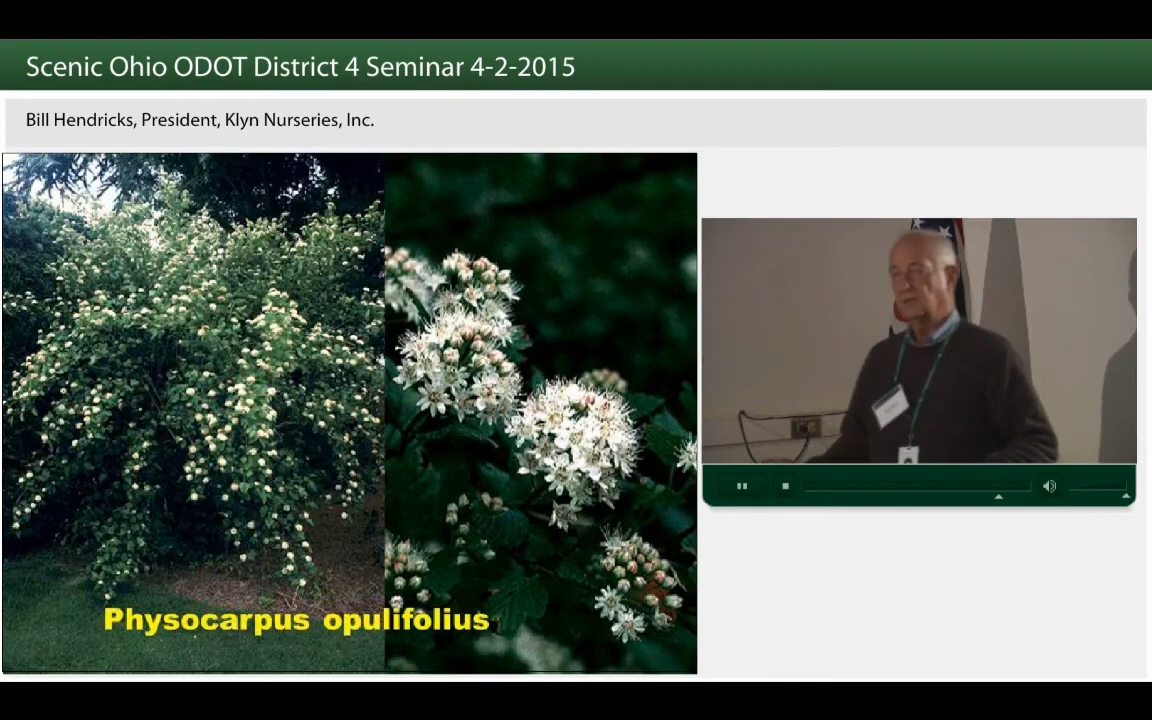 Scenic Ohio ODOT District 4 Seminar 4-2-2015
Bill Hendricks, President, Klyn Nurseries, Inc.
Physocarpus opulifolius